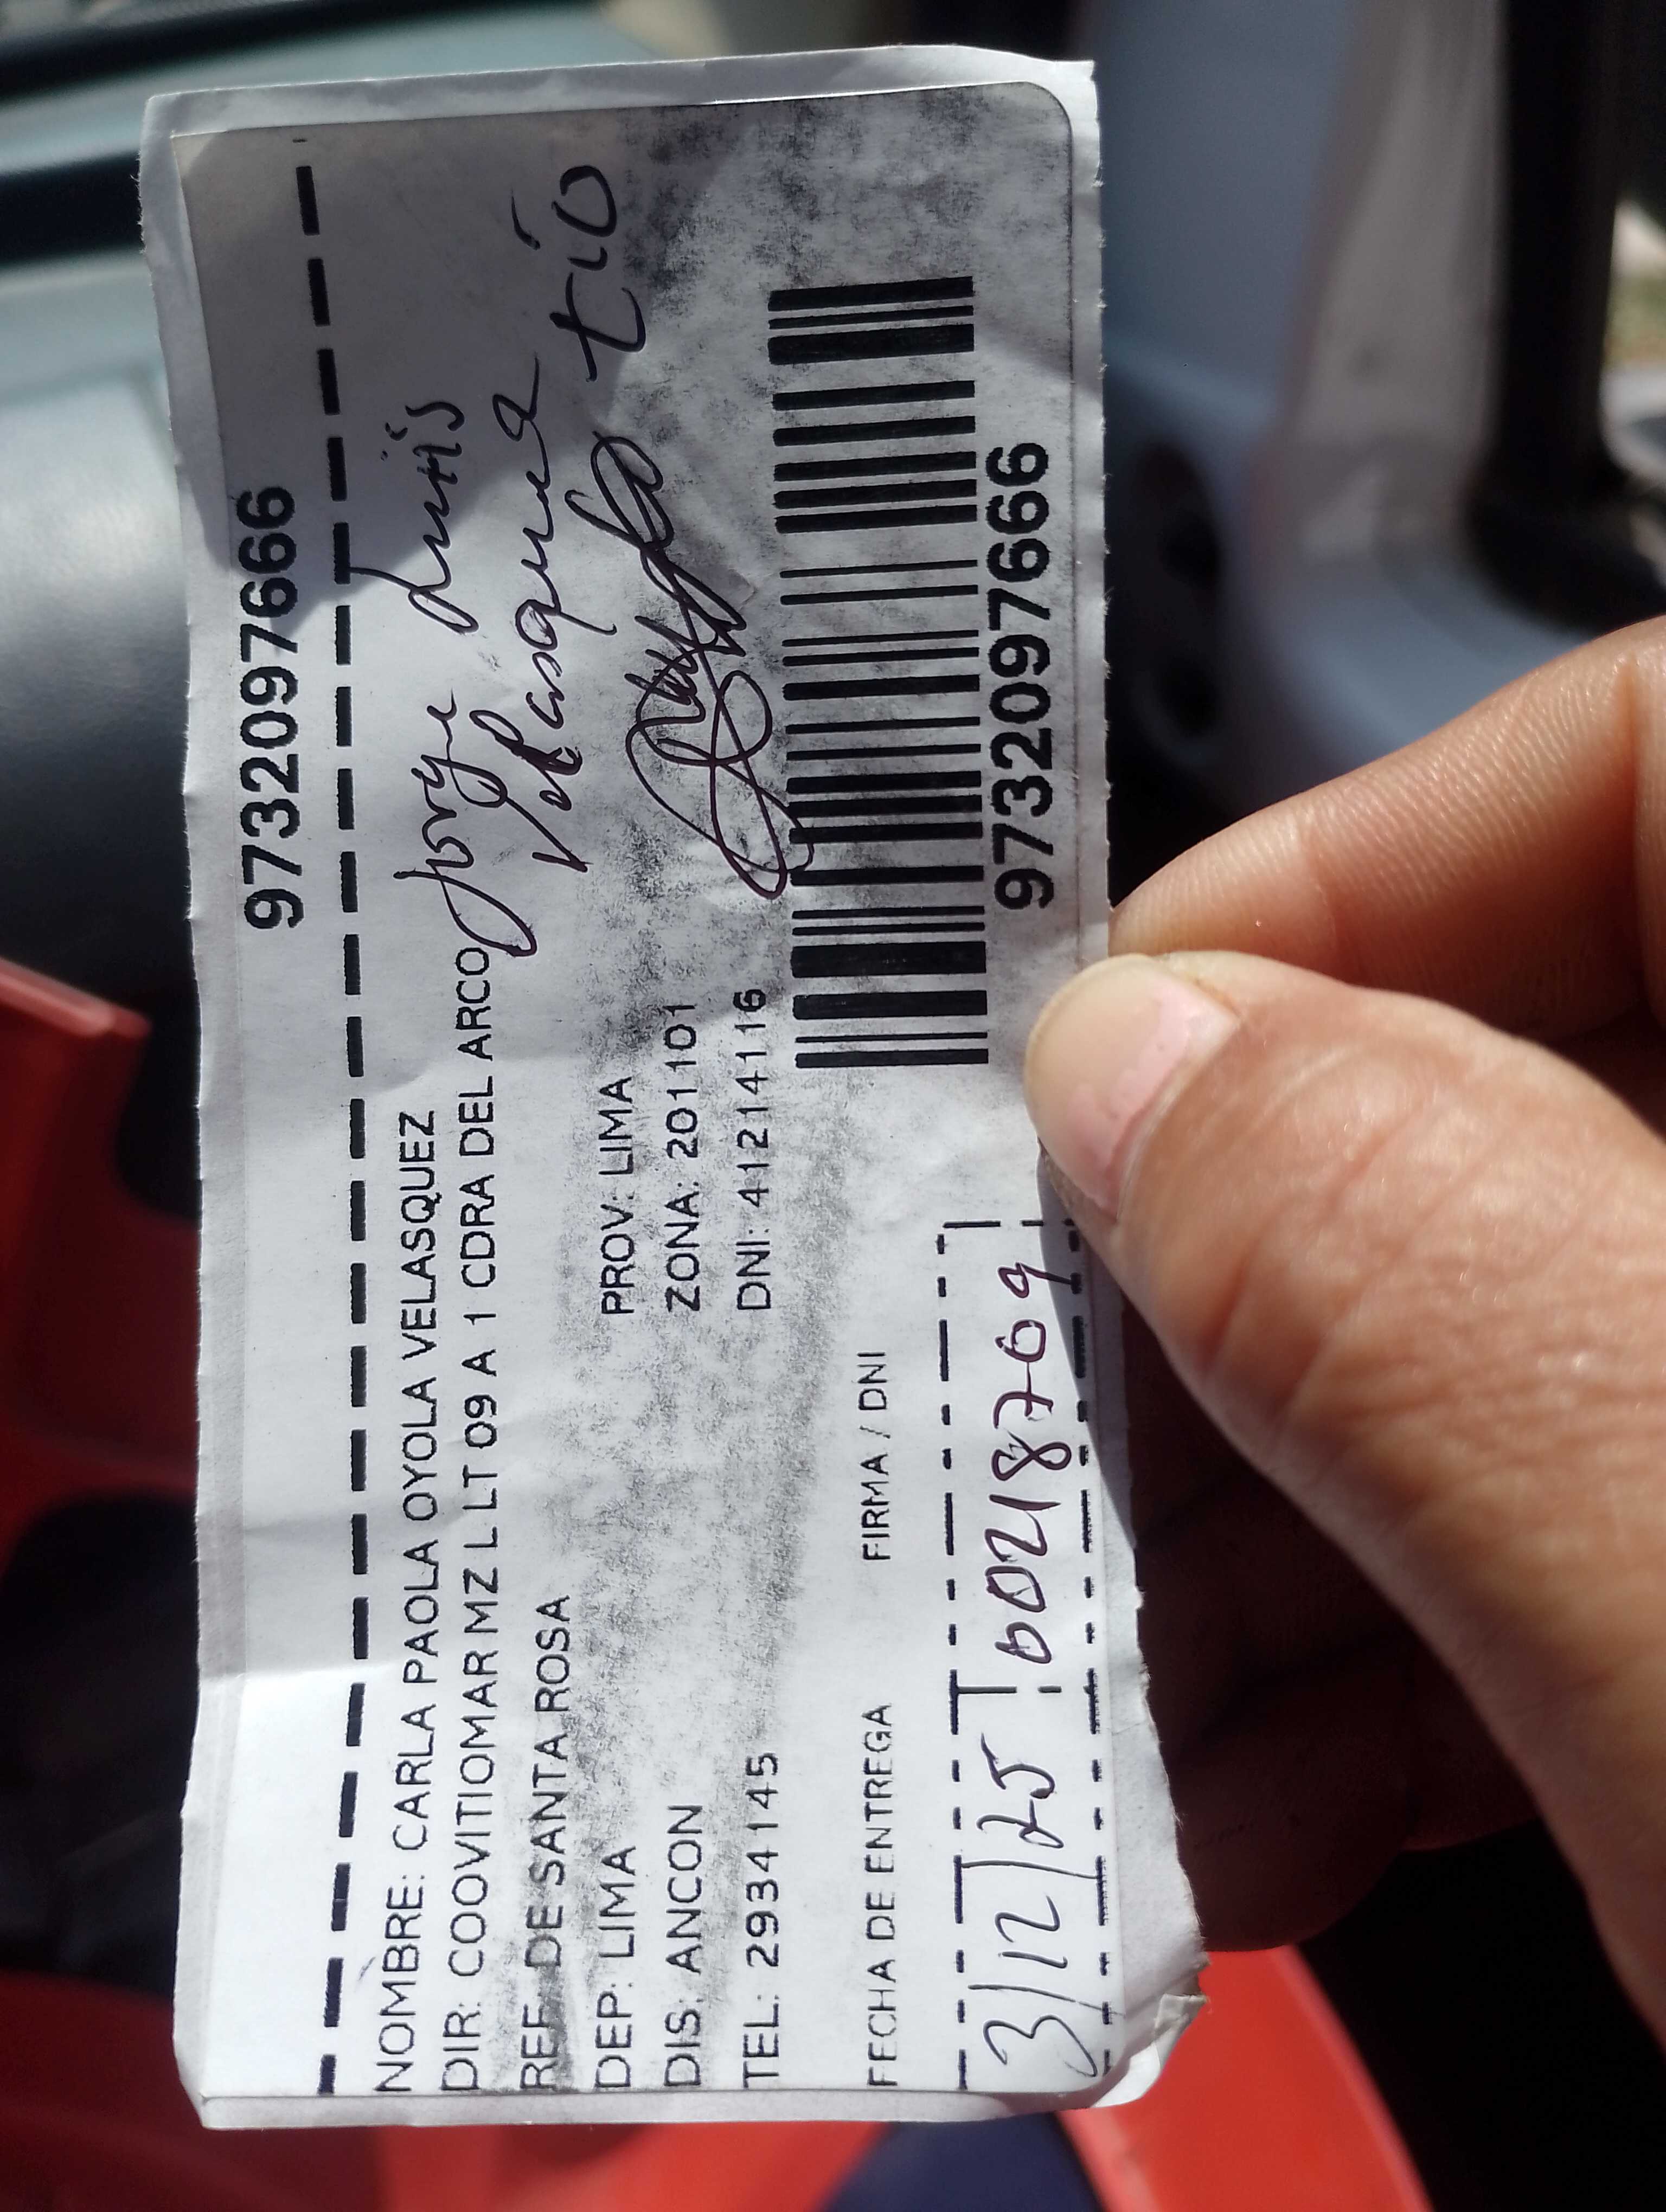 9732097666
NOMBRE: CARLA PAOLA OYOLA VELASQUEZ
DIR: COOVITIOMAR MZ L LT 09 A 1 CDRA DEL ARCO
REF. DE SANTA ROSA
Jorge Luis
Velasquez tio
DEP: LIMA PROV: LIMA
DIS: ANCON ZONA: 201101
TEL: 2934145 DNI: 41214116
FECHA DE ENTREGA FIRMA / DNI
3/12/25 06218769
9732097666